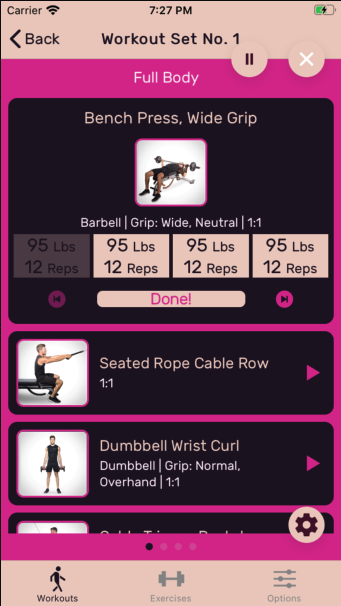 Carrier 7:27 PM
Back Workout Set No. 1
Full Body
Bench Press, Wide Grip
Barbell | Grip: Wide, Neutral | 1:1
95 Lbs 95 Lbs 95 Lbs 95 Lbs
12 Reps 12 Reps 12 Reps 12 Reps
Done!
Seated Rope Cable Row
1:1
Dumbbell Wrist Curl
Dumbbell | Grip: Normal,
Overhand | 1:1
Workouts Exercises Options